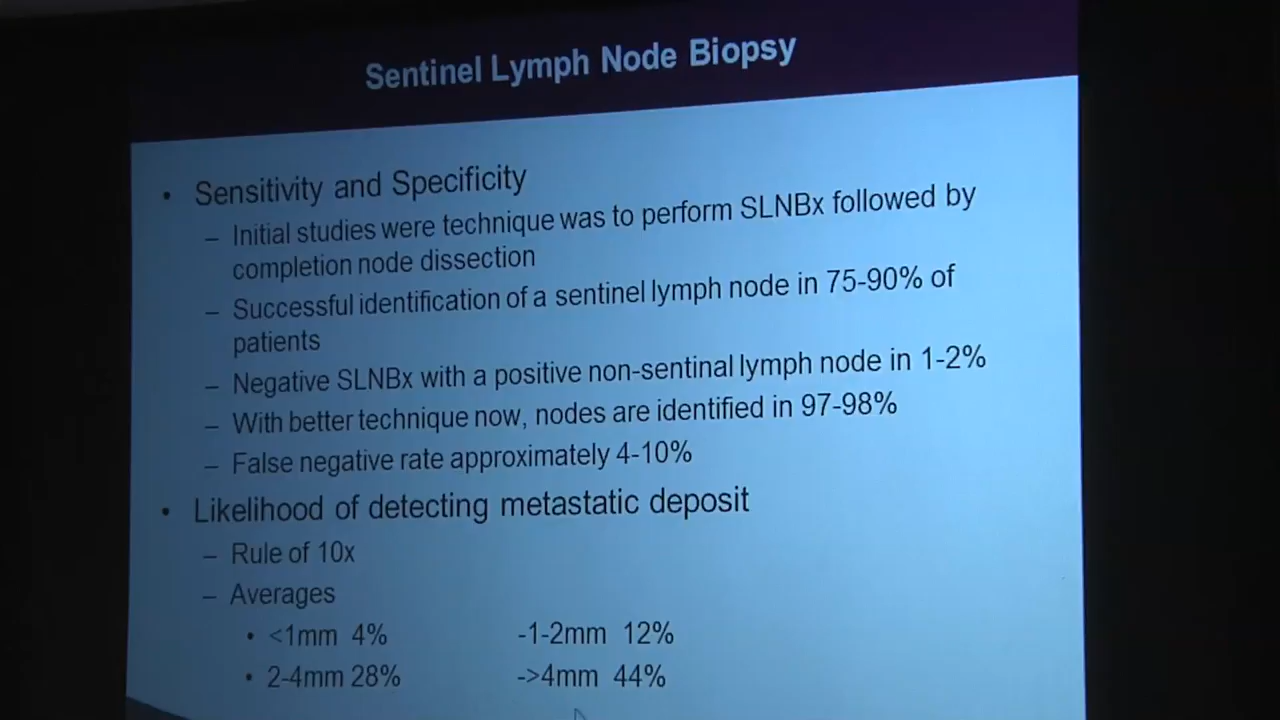 Sentinel Lymph Node Biopsy
• Sensitivity and Specificity
– Initial studies were technique was to perform SLNBx followed by
completion node dissection
– Successful identification of a sentinel lymph node in 75-90% of
patients
– Negative SLNBx with a positive non-sentinal lymph node in 1-2%
– With better technique now, nodes are identified in 97-98%
– False negative rate approximately 4-10%
• Likelihood of detecting metastatic deposit
– Rule of 10x
– Averages
• <1mm 4% -1-2mm 12%
• 2-4mm 28% ->4mm 44%